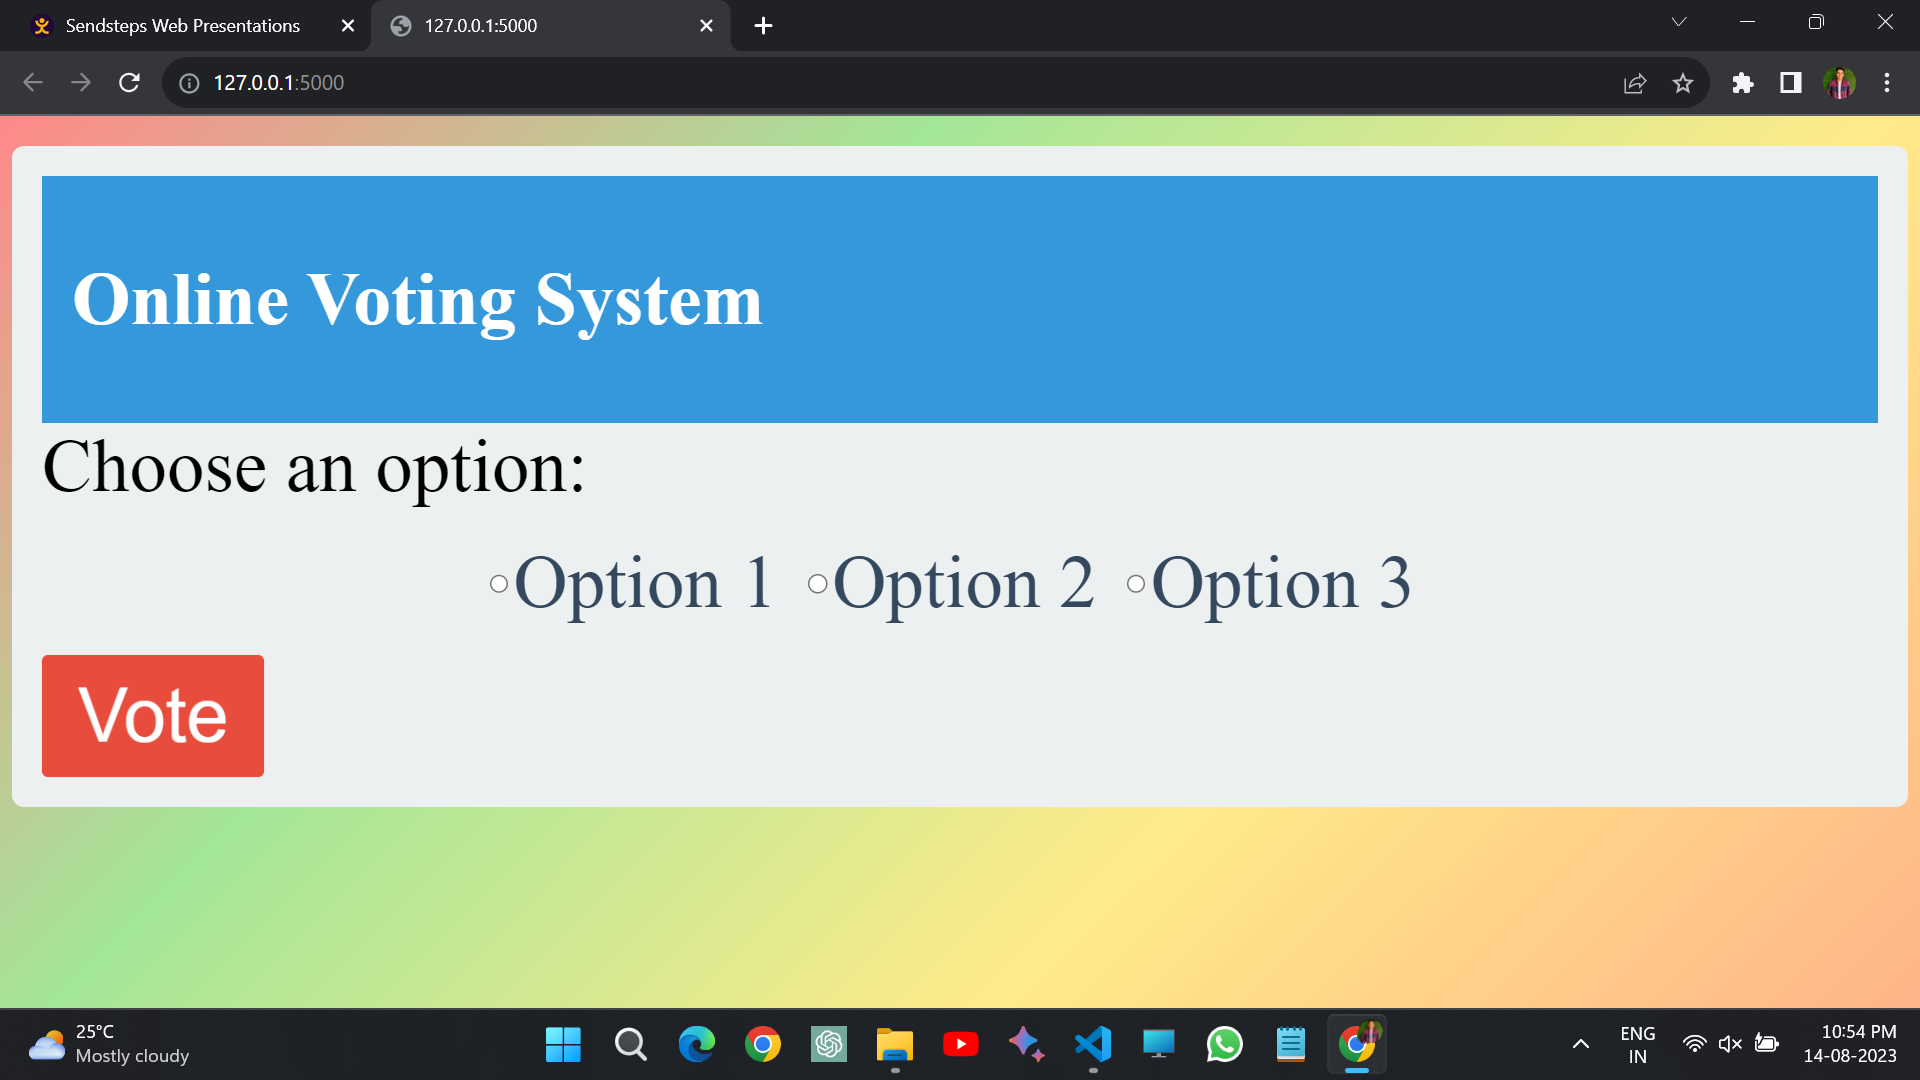 Sendsteps Web Presentations
127.0.0.1:5000
127.0.0.1:5000
Online Voting System
Choose an option:
Option 1 Option 2 Option 3
Vote
25°C
Mostly cloudy
ENG
IN
10:54 PM
14-08-2023